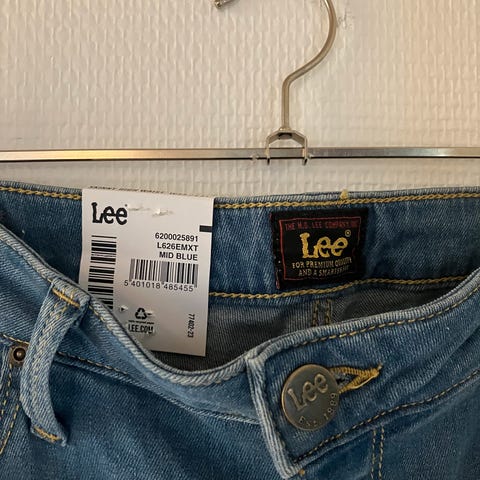 Lee
6200025891
L626EMXT
MID BLUE
5 401018 485455
77402-23
LEE.COM
THE H.D. LEE COMPANY, INC.
Lee®
FOR PREMIUM QUALITY
AND A SMARTER FIT
Lee
EST. 1889